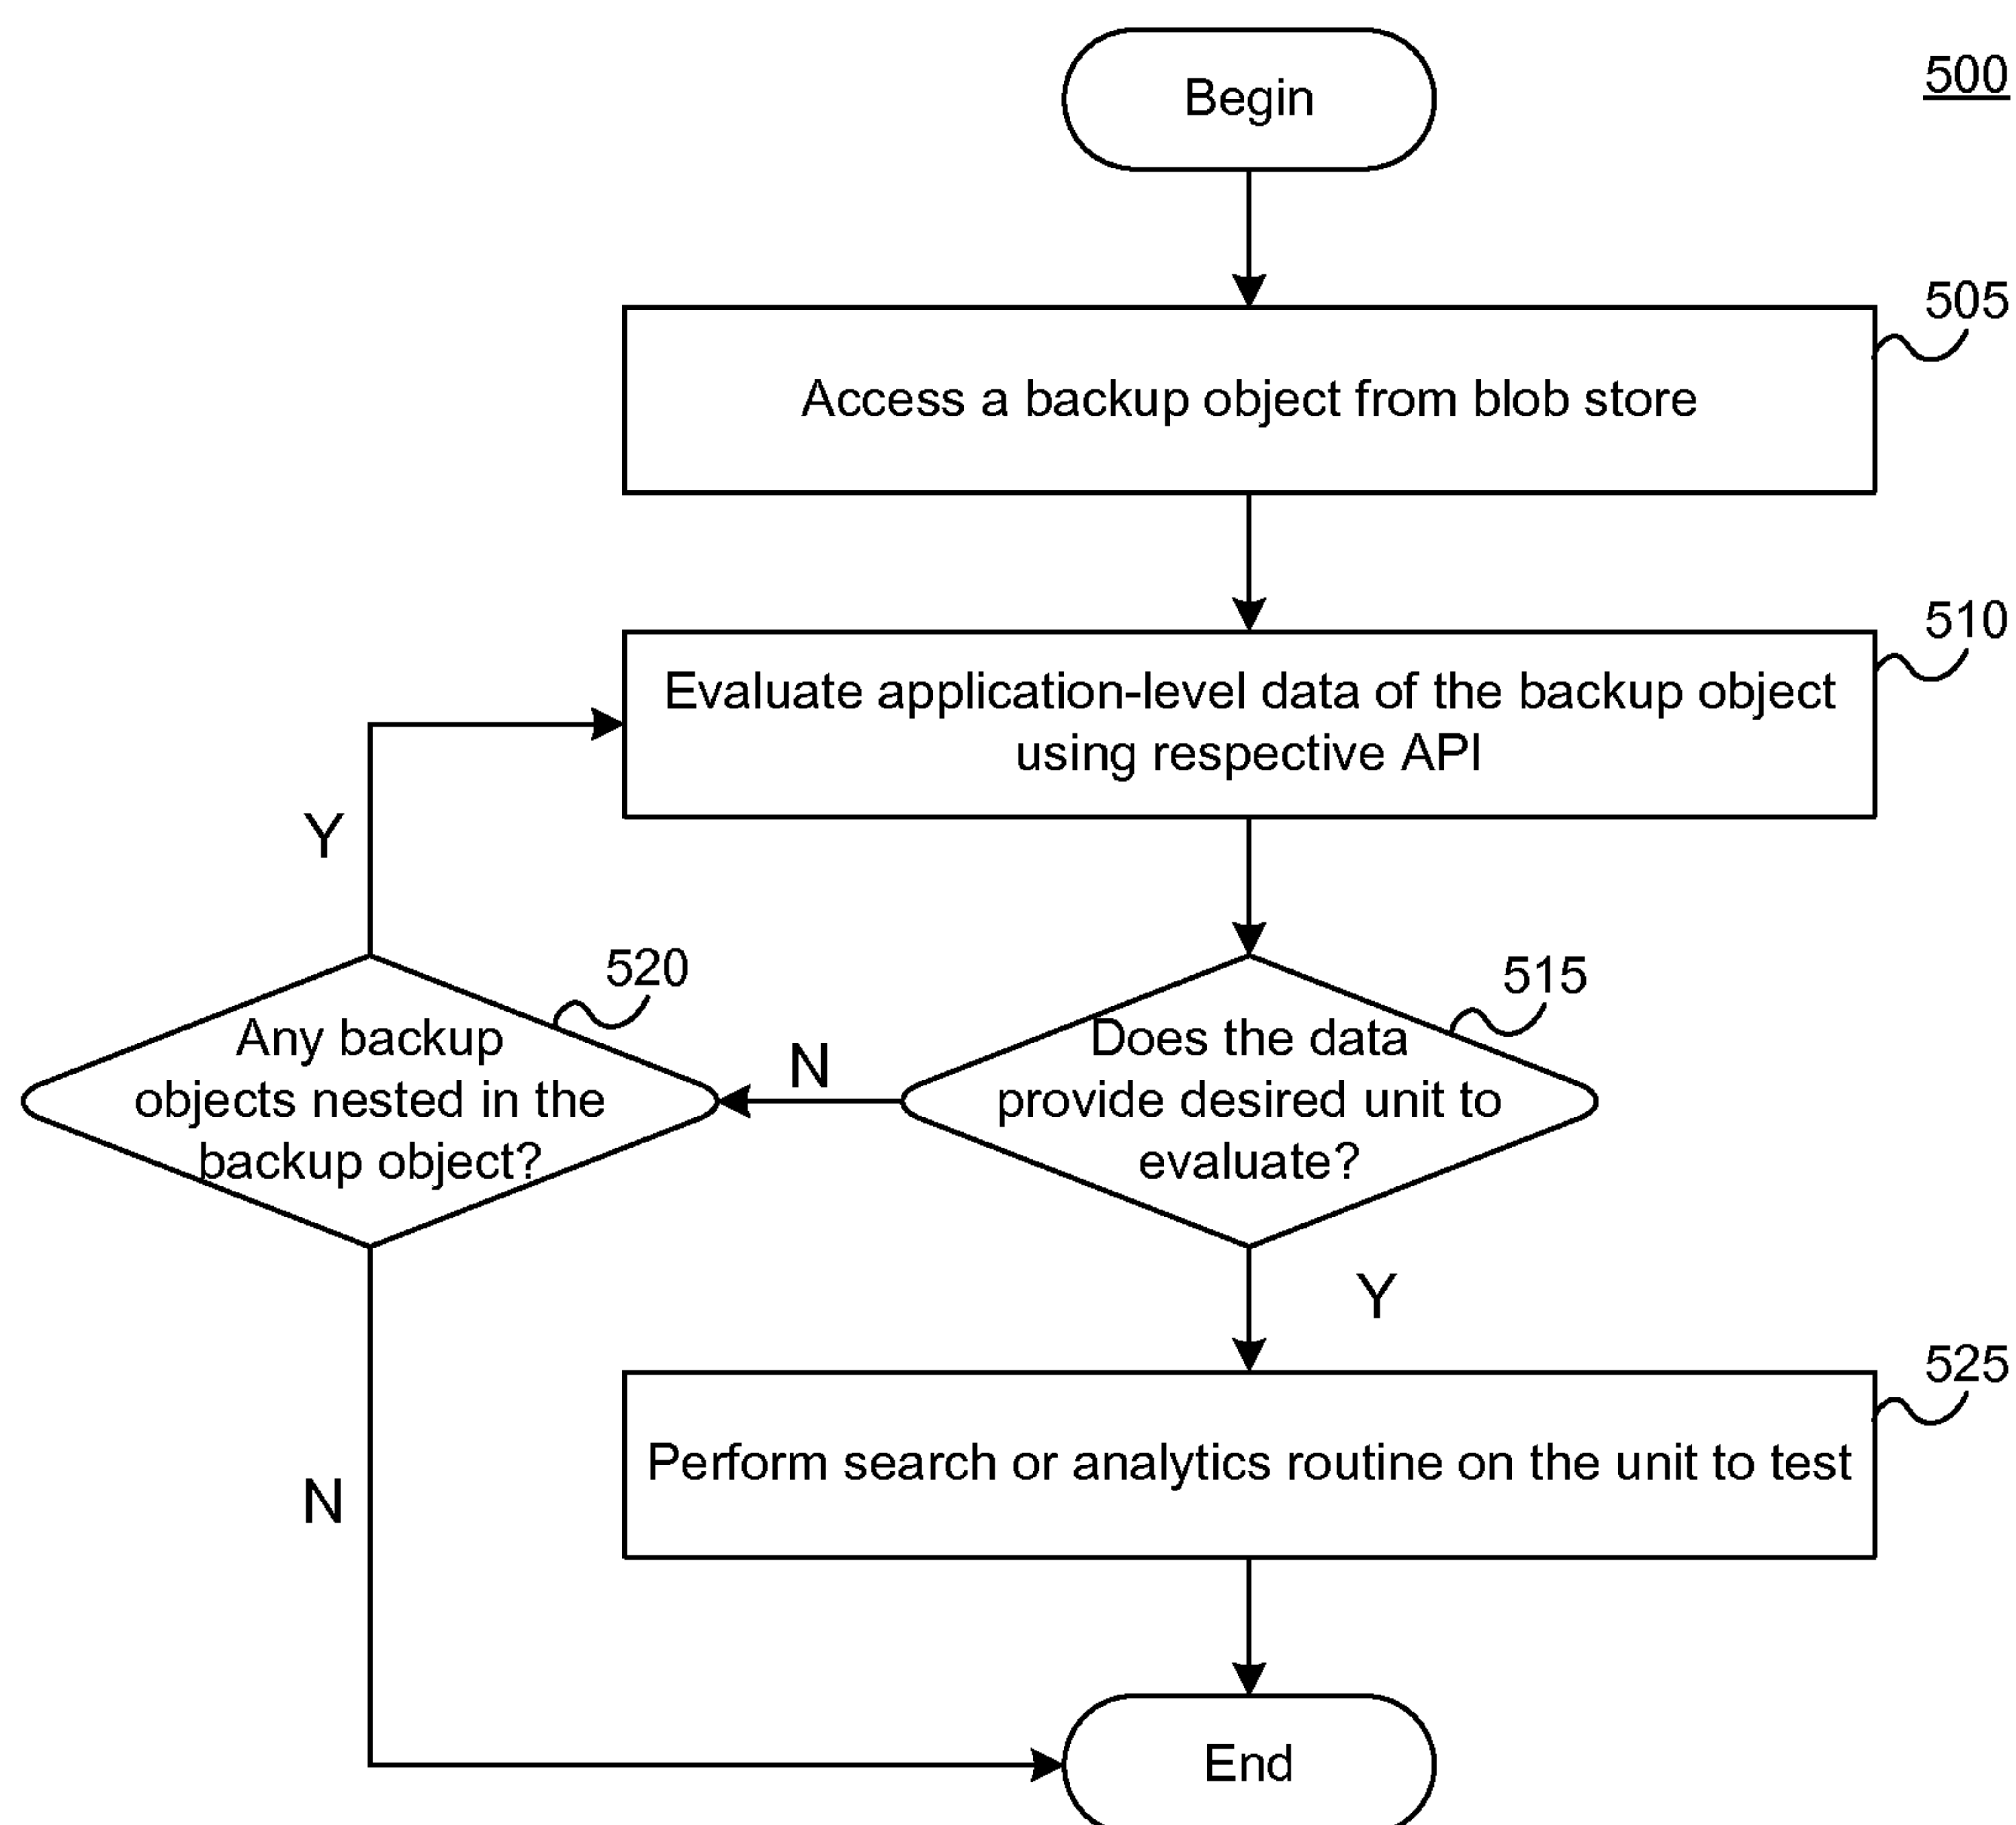 Begin
500
505
Access a backup object from blob store
510
Evaluate application-level data of the backup object
using respective API
Y
520
515
Any backup
objects nested in the
backup object?
N
Does the data
provide desired unit to
evaluate?
Y
525
Perform search or analytics routine on the unit to test
N
End